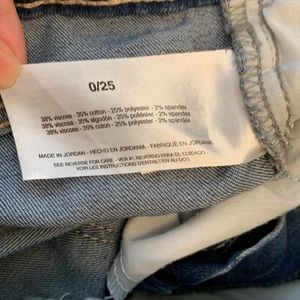 0/25
38% viscose - 35% cotton - 25% polyester - 2% spandex
38% viscosa - 35% algodón - 25% poliéster - 2% spandex
38% viscose - 35% coton - 25% polyester - 2% spandex
MADE IN JORDAN - HECHO EN JORDANIA - FABRIQUÉ EN JORDANIE
SEE REVERSE FOR CARE - VEA EL REVERSO PARA EL CUIDADO -
VOIR LES INSTRUCTIONS D'ENTRETIEN AU DOS